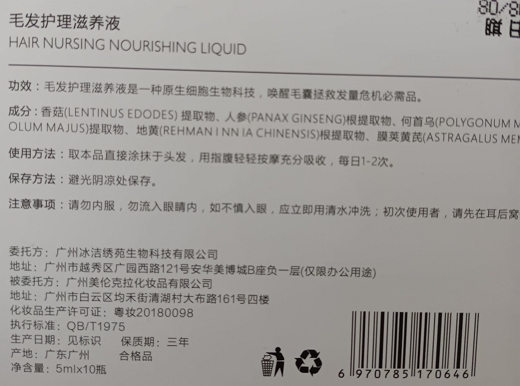 毛发护理滋养液
HAIR NURSING NOURISHING LIQUID
功效：毛发护理滋养液是一种原生细胞生物科技，唤醒毛囊拯救发量危机必需品。
成分：香菇(LENTINUS EDODES) 提取物、人参(PANAX GINSENG)根提取物、何首乌(POLYGONUM M
OLUM MAJUS)提取物、地黄(REHMAN I NN IA CHINENSIS)根提取物、膜荚黄芪(ASTRAGALUS MEM
使用方法：取本品直接涂抹于头发，用指腹轻轻按摩充分吸收，每日1-2次。
保存方法：避光阴凉处保存。
注意事项：请勿内服，勿流入眼睛内，如不慎入眼，应立即用清水冲洗；初次使用者，请先在耳后窝
委托方：广州冰洁绣苑生物科技有限公司
地址：广州市越秀区广园西路121号安华美博城B座负一层(仅限办公用途)
被委托方：广州美伦克拉化妆品有限公司
地址：广州市白云区均禾街清湖村大布路161号四楼
化妆品生产许可证：粤妆20180098
执行标准：QB/T1975
生产日期：见标识 保质期：三年
产地：广东广州 合格品
净含量：5ml×10瓶
6 970785 170646